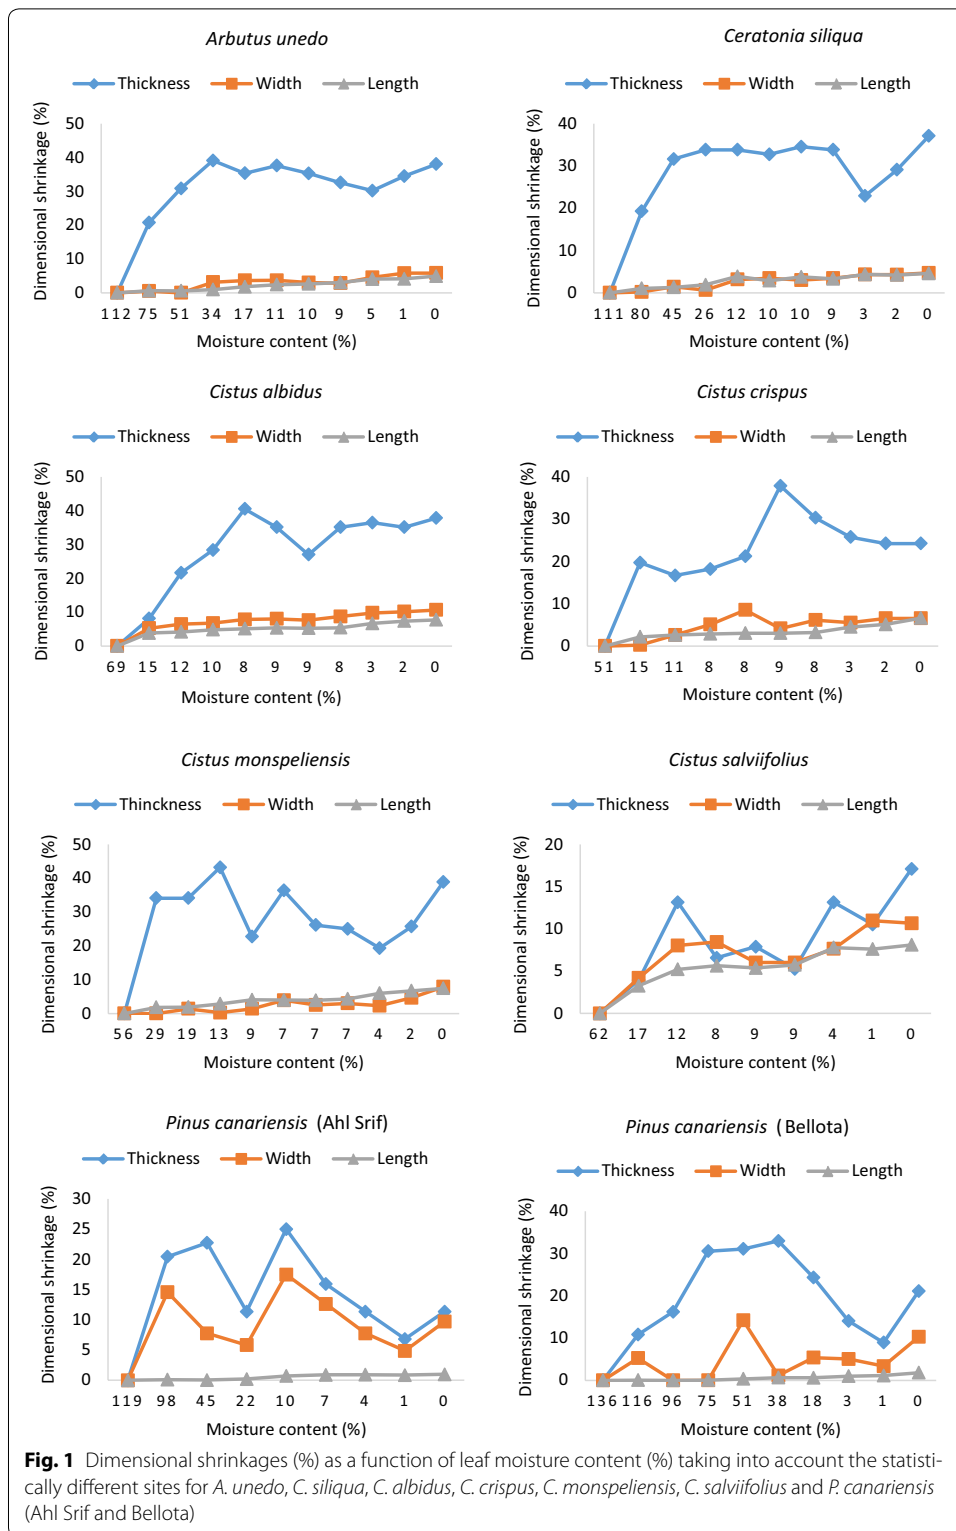 Arbutus unedo
Thickness Width Length
Dimensional shrinkage (%)
50
40
30
20
10
0
112 75 51 34 17 11 10 9 5 1 0
Moisture content (%)
Ceratonia siliqua
Thickness Width Length
Dimensional shrinkage (%)
40
30
20
10
0
111 80 45 26 12 10 10 9 3 2 0
Moisture content (%)
Cistus albidus
Thickness Width Length
Dimensional shrinkage (%)
50
40
30
20
10
0
69 15 12 10 8 9 9 8 3 2 0
Moisture content (%)
Cistus crispus
Thickness Width Length
Dimensional shrinkage (%)
40
30
20
10
0
51 15 11 8 8 9 8 3 2 0
Moisture content (%)
Cistus monspeliensis
Thinckness Width Length
Dimensional shrinkage (%)
50
40
30
20
10
0
56 29 19 13 9 7 7 7 4 2 0
Moisture content (%)
Cistus salviifolius
Thickness Width Length
Dimensional shrinkage (%)
20
15
10
5
0
62 17 12 8 9 9 4 1 0
Moisture content (%)
Pinus canariensis (Ahl Srif)
Thickness Width Length
Dimensional shrinkage (%)
30
25
20
15
10
5
0
119 98 45 22 10 7 4 1 0
Moisture content (%)
Pinus canariensis ( Bellota)
Thickness Width Length
Dimensional shrinkage (%)
40
30
20
10
0
136 116 96 75 51 38 18 3 1 0
Moisture content (%)
Fig. 1 Dimensional shrinkages (%) as a function of leaf moisture content (%) taking into account the statisti-
cally different sites for A. unedo, C. siliqua, C. albidus, C. crispus, C. monspeliensis, C. salviifolius and P. canariensis
(Ahl Srif and Bellota)